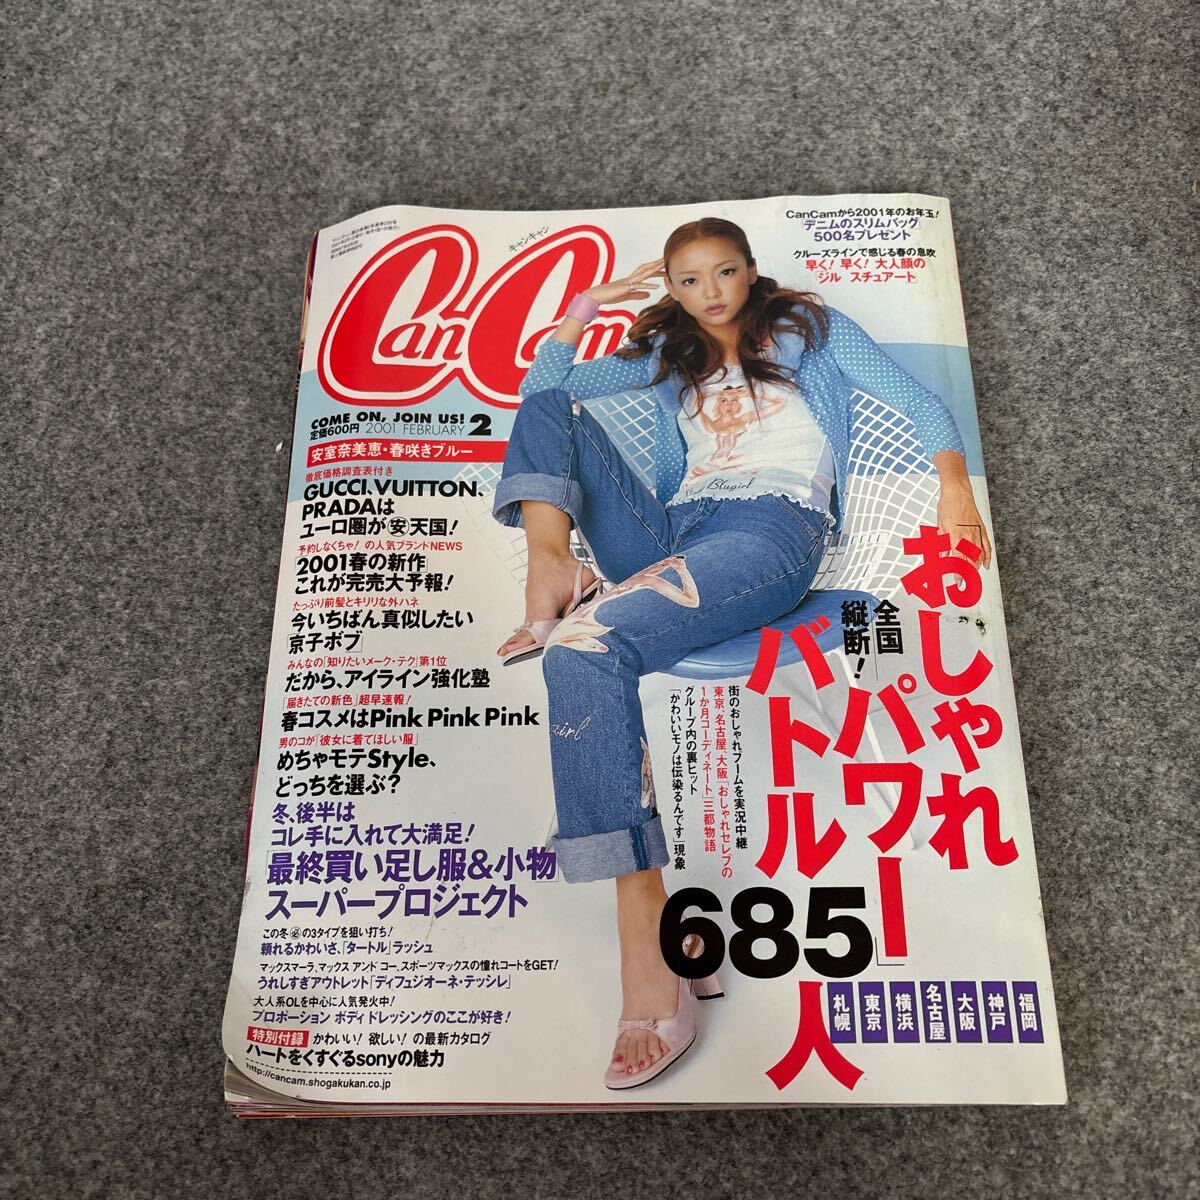 キャンキャン
CanCam
CanCamから2001年のお年玉!
「デニムのスリムバッグ」
500名プレゼント
クルーズラインで感じる春の息吹
早く!早く!大人顔の
「ジル スチュアート」
COME ON, JOIN US!
定価600円 2001 FEBRUARY 2
安室奈美恵・春咲きブルー
徹底価格調査表付き
GUCCI、VUITTON、
PRADAは
ユーロ圏が㊛天国!
予約しなくちゃ!の人気ブランドNEWS
「2001春の新作」
これが完売大予報!
たっぷり前髪とキリリな外ハネ
今いちばん真似したい
「京子ボブ」
みんなの「知りたいメーク・テク」第1位
だから、アイライン強化塾
「届きたての新色」超早速報!
春コスメはPink Pink Pink
男のコが「彼女に着てほしい服」
めちゃモテStyle、
どっちを選ぶ?
冬、後半は
コレ手に入れて大満足!
「最終買い足し服&小物」
スーパープロジェクト
この冬㊙の3タイプを狙い打ち!
頼れるかわいさ、「タートル」ラッシュ
マックスマーラ、マックス アンド コー、スポーツマックスの憧れコートをGET!
うれしすぎアウトレット「ディフュジオーネ・テッシレ」
大人系OLを中心に人気発火中!
プロポーション ボディドレッシングのここが好き!
特別付録 かわいい!欲しい!の最新カタログ
ハートをくすぐるsonyの魅力
http://cancam.shogakukan.co.jp
Blugirl
「おしゃれ
パワー」
全国
縦断!
バトル
685人
街のおしゃれブームを実況中継
東京、名古屋、大阪「おしゃれセレブの
1か月コーディネート」三都物語
グループ内の裏ヒット
「かわいいモノは伝染るんです」現象
福岡
神戸
大阪
名古屋
横浜
東京
札幌